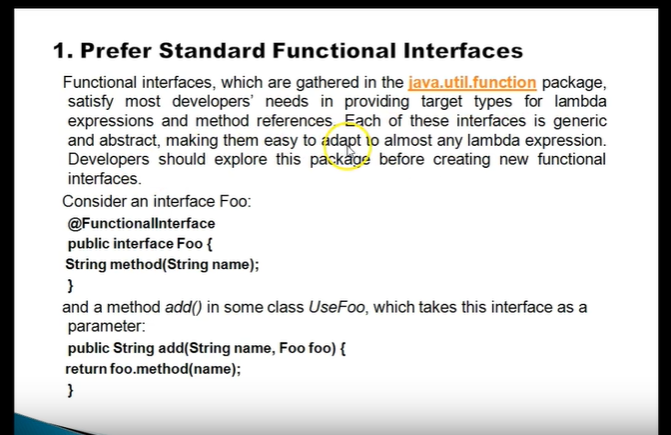 1. Prefer Standard Functional Interfaces
Functional interfaces, which are gathered in the java.util.function package,
satisfy most developers’ needs in providing target types for lambda
expressions and method references. Each of these interfaces is generic
and abstract, making them easy to adapt to almost any lambda expression.
Developers should explore this package before creating new functional
interfaces.
Consider an interface Foo:
@FunctionalInterface
public interface Foo {
String method(String name);
}
and a method add() in some class UseFoo, which takes this interface as a
parameter:
public String add(String name, Foo foo) {
return foo.method(name);
}